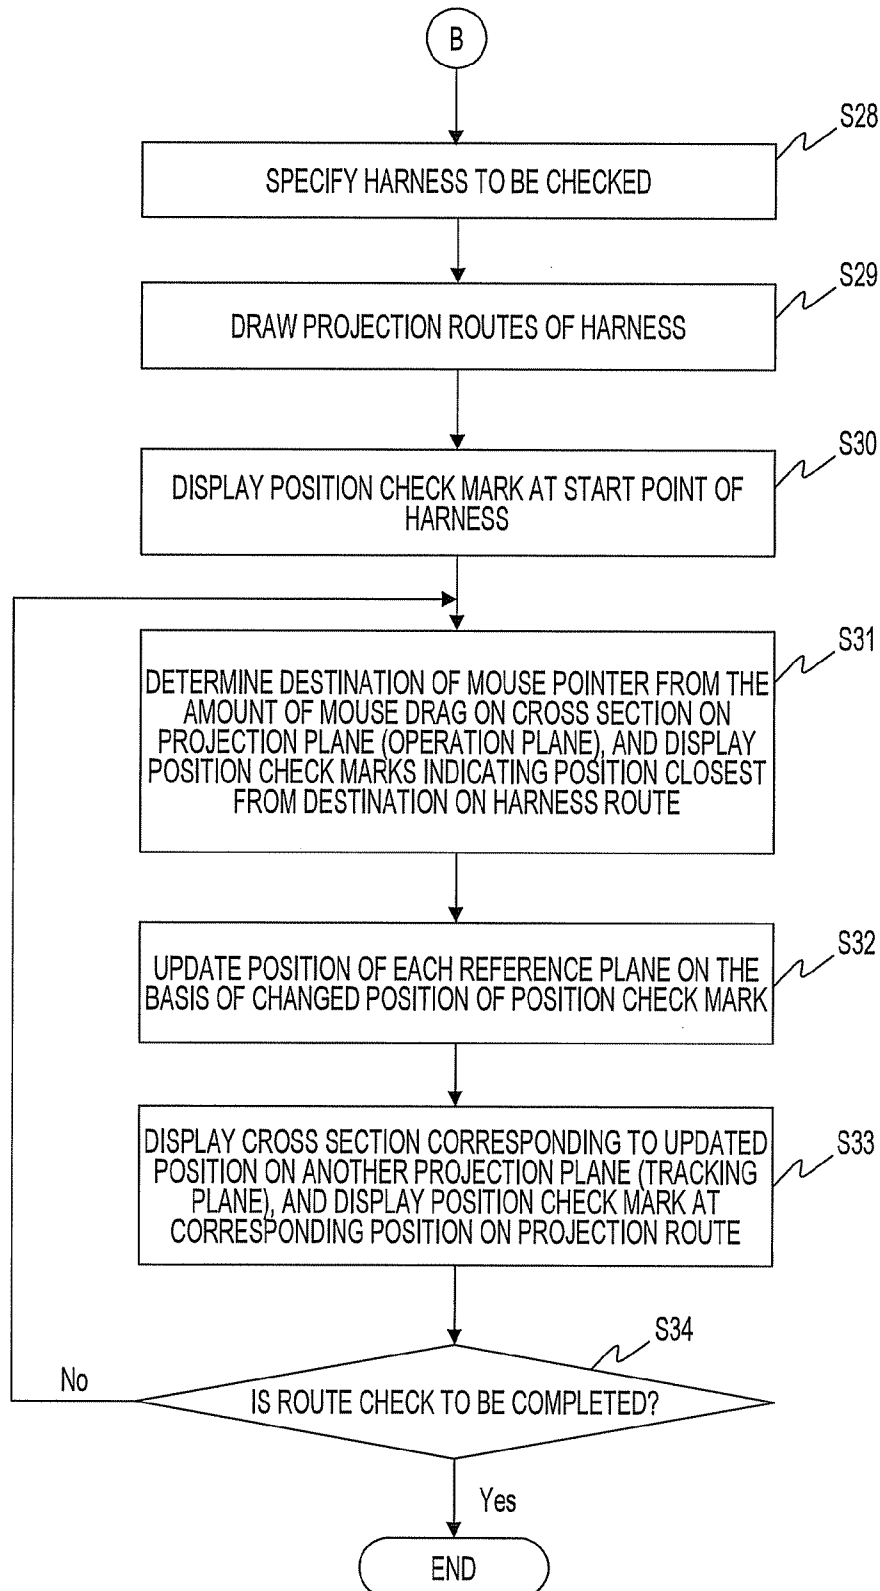 B
S28
SPECIFY HARNESS TO BE CHECKED
S29
DRAW PROJECTION ROUTES OF HARNESS
S30
DISPLAY POSITION CHECK MARK AT START POINT OF
HARNESS
S31
DETERMINE DESTINATION OF MOUSE POINTER FROM THE
AMOUNT OF MOUSE DRAG ON CROSS SECTION ON
PROJECTION PLANE (OPERATION PLANE), AND DISPLAY
POSITION CHECK MARKS INDICATING POSITION CLOSEST
FROM DESTINATION ON HARNESS ROUTE
S32
UPDATE POSITION OF EACH REFERENCE PLANE ON THE
BASIS OF CHANGED POSITION OF POSITION CHECK MARK
S33
DISPLAY CROSS SECTION CORRESPONDING TO UPDATED
POSITION ON ANOTHER PROJECTION PLANE (TRACKING
PLANE), AND DISPLAY POSITION CHECK MARK AT
CORRESPONDING POSITION ON PROJECTION ROUTE
S34
No
IS ROUTE CHECK TO BE COMPLETED?
Yes
END